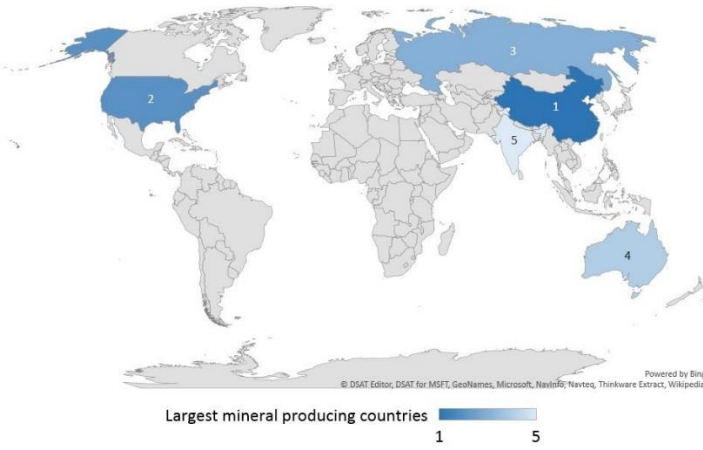 3
2
1
5
4
Powered by Bing
© DSAT Editor, DSAT for MSFT, GeoNames, Microsoft, NavInfo, Navteq, Thinkware Extract, Wikipedia
Largest mineral producing countries
1 5